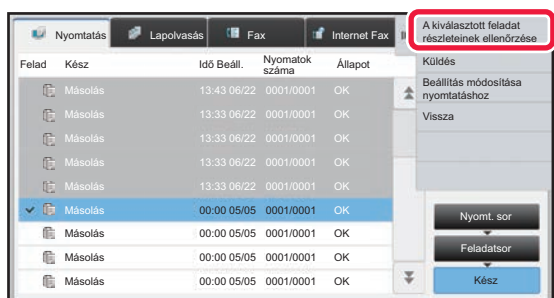 Nyomtatás Lapolvasás Fax Internet Fax
A kiválasztott feladat
részleteinek ellenőrzése
Küldés
Beállítás módosítása
nyomtatáshoz
Vissza
Felad Kész Idő Beáll. Nyomatok
száma Állapot
Másolás 13:43 06/22 0001/0001 OK
Másolás 13:33 06/22 0001/0001 OK
Másolás 13:33 06/22 0001/0001 OK
Másolás 13:33 06/22 0001/0001 OK
Másolás 13:33 06/22 0001/0001 OK
Másolás 00:00 05/05 0001/0001 OK
Másolás 00:00 05/05 0001/0001 OK
Másolás 00:00 05/05 0001/0001 OK
Másolás 00:00 05/05 0001/0001 OK
Nyomt. sor
Feladatsor
Kész